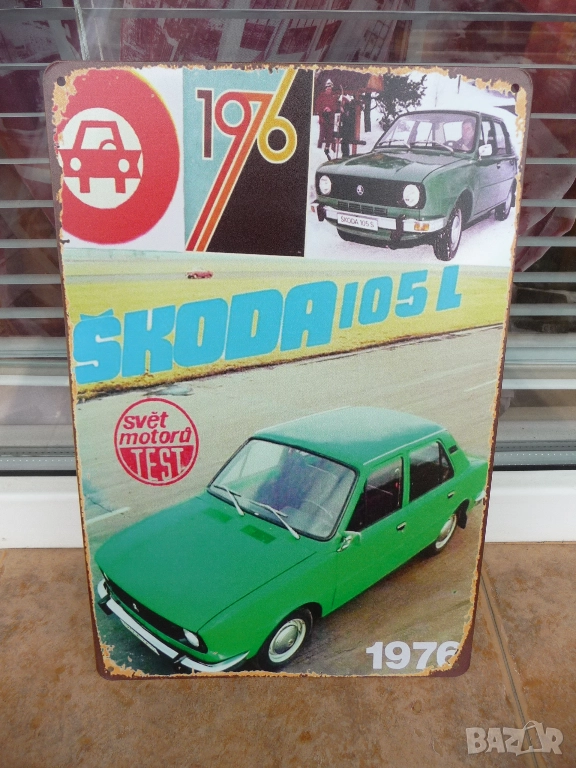 1976
ŠKODA 105 S
ŠKODA 105 L
svět
motorů
TEST
1976
BAZAR